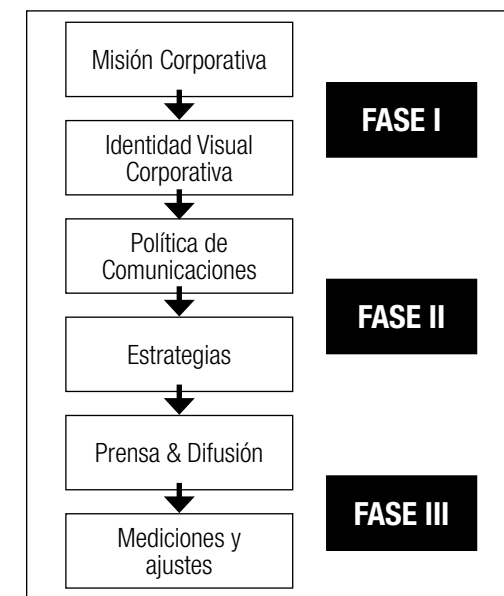 Misión Corporativa
FASE I
Identidad Visual
Corporativa
Política de
Comunicaciones
FASE II
Estrategias
Prensa & Difusión
FASE III
Mediciones y
ajustes